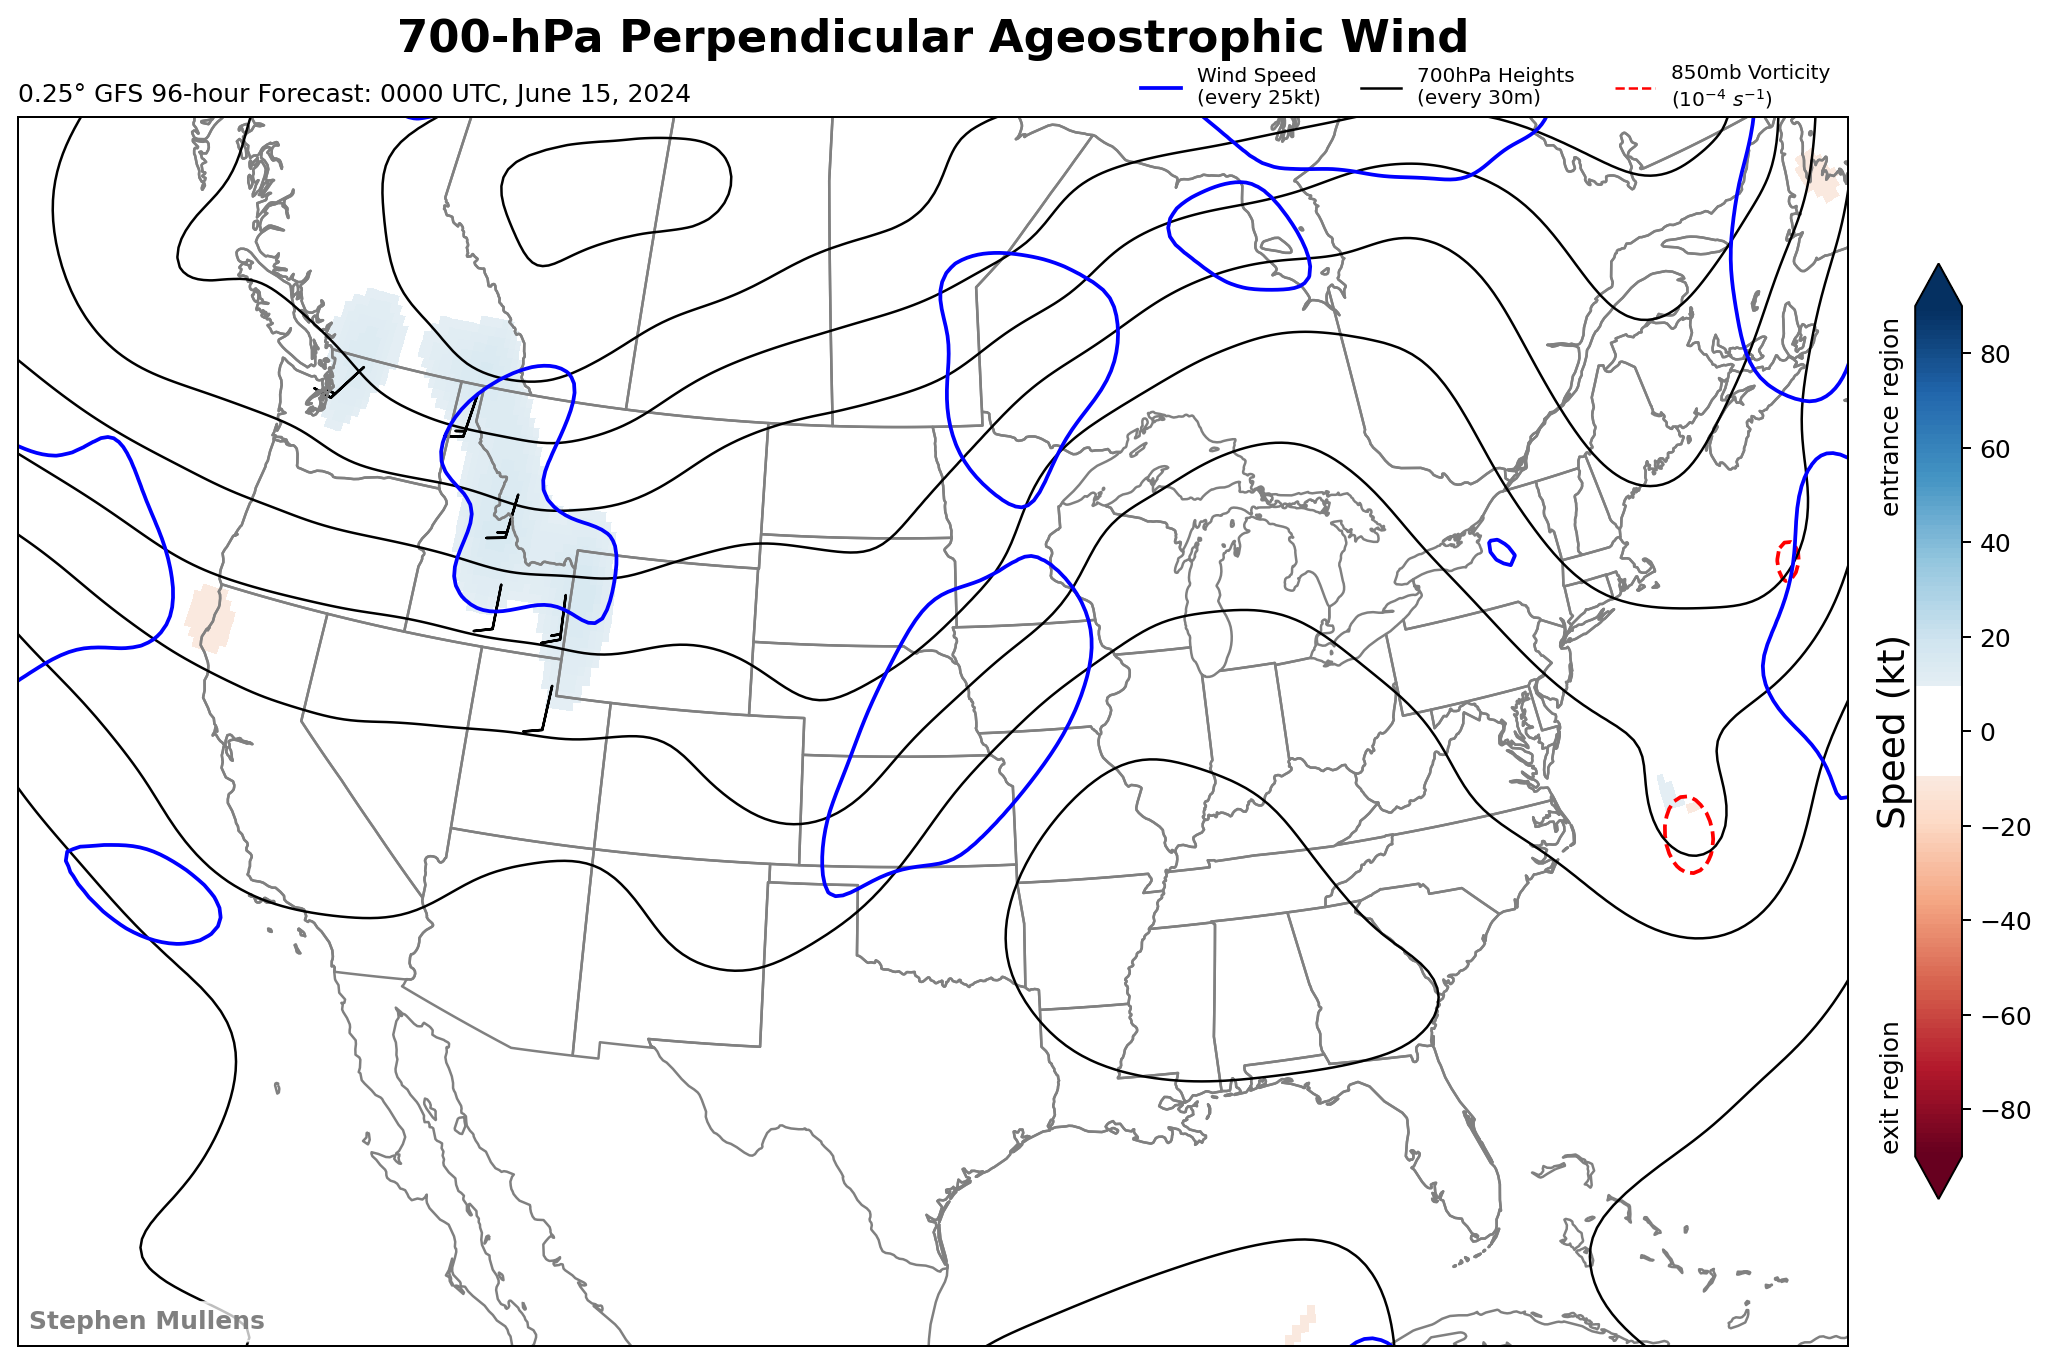 700-hPa Perpendicular Ageostrophic Wind
0.25° GFS 96-hour Forecast: 0000 UTC, June 15, 2024
Wind Speed
(every 25kt)
700hPa Heights
(every 30m)
850mb Vorticity
(10⁻⁴ s⁻¹)
entrance region
Speed (kt)
exit region
80
60
40
20
0
−20
−40
−60
−80
Stephen Mullens